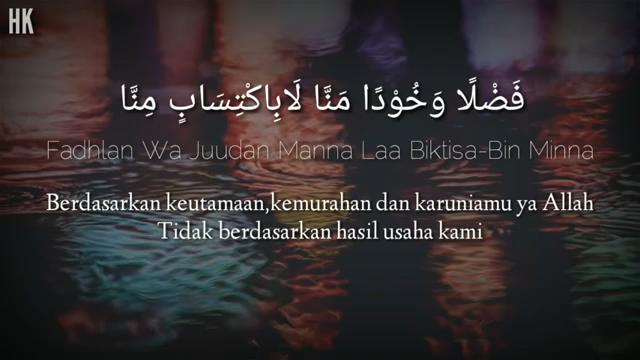 HK
فَضْلًا وَخُوْدًا مَنَّا لَابِاكْتِسَابٍ مِنَّا
Fadhlan Wa Juudan Manna Laa Biktisa-Bin Minna
Berdasarkan keutamaan,kemurahan dan karuniamu ya Allah
Tidak berdasarkan hasil usaha kami